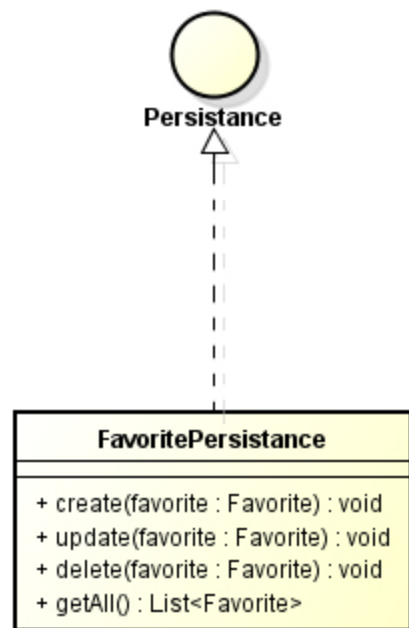 Persistance
FavoritePersistance
+ create(favorite : Favorite) : void
+ update(favorite : Favorite) : void
+ delete(favorite : Favorite) : void
+ getAll() : List<Favorite>